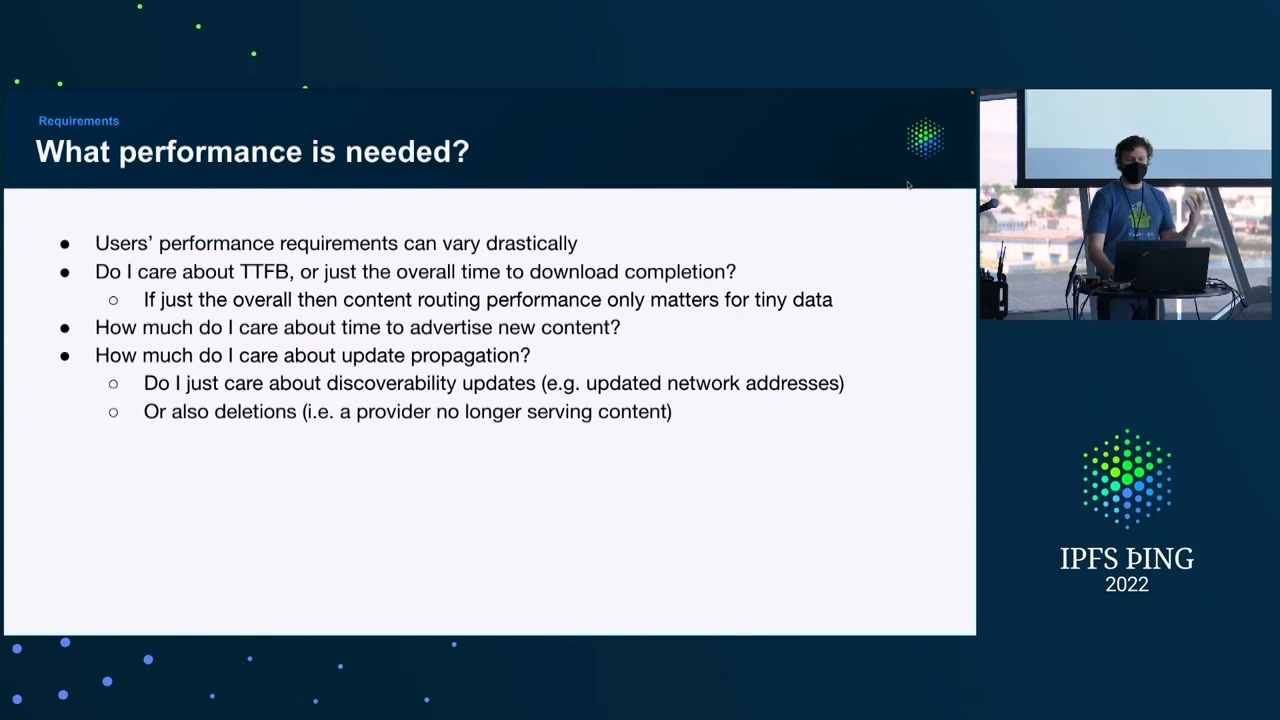 Requirements
What performance is needed?
● Users’ performance requirements can vary drastically
● Do I care about TTFB, or just the overall time to download completion?
○ If just the overall then content routing performance only matters for tiny data
● How much do I care about time to advertise new content?
● How much do I care about update propagation?
○ Do I just care about discoverability updates (e.g. updated network addresses)
○ Or also deletions (i.e. a provider no longer serving content)
IPFS ÞING
2022